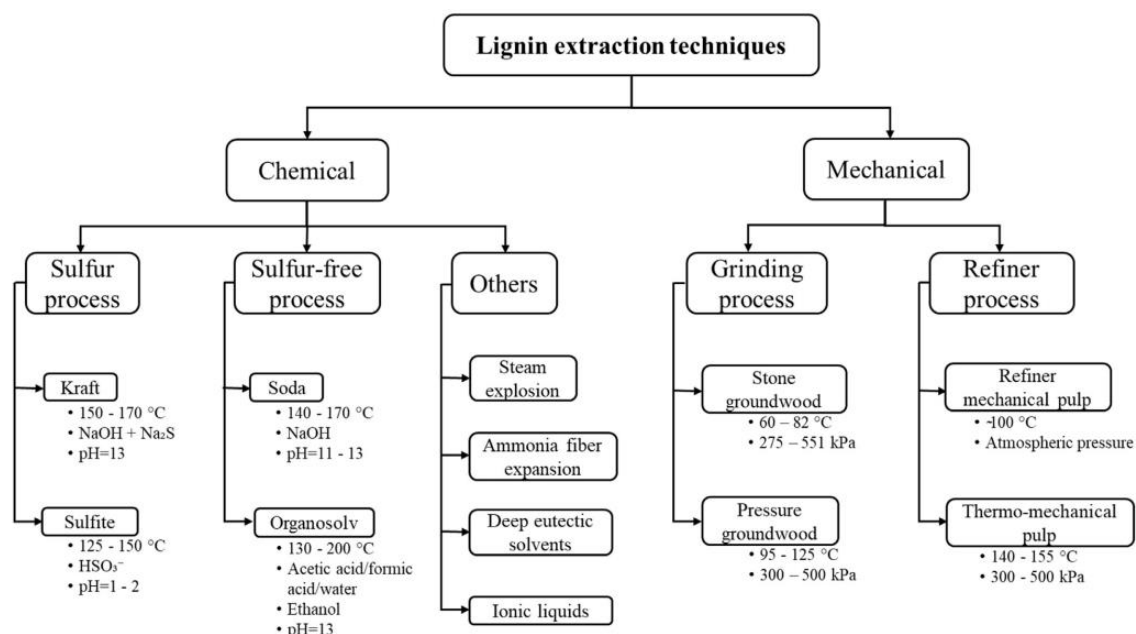 Lignin extraction techniques
Chemical
Mechanical
Sulfur
process
Sulfur-free
process
Others
Grinding
process
Refiner
process
Kraft
• 150 - 170 °C
• NaOH + Na₂S
• pH=13
Sulfite
• 125 - 150 °C
• HSO₃⁻
• pH=1 - 2
Soda
• 140 - 170 °C
• NaOH
• pH=11 - 13
Organosolv
• 130 - 200 °C
• Acetic acid/formic
acid/water
• Ethanol
• pH=13
Steam
explosion
Ammonia fiber
expansion
Deep eutectic
solvents
Ionic liquids
Stone
groundwood
• 60 – 82 °C
• 275 – 551 kPa
Pressure
groundwood
• 95 - 125 °C
• 300 – 500 kPa
Refiner
mechanical pulp
• ~100 °C
• Atmospheric pressure
Thermo-mechanical
pulp
• 140 - 155 °C
• 300 - 500 kPa